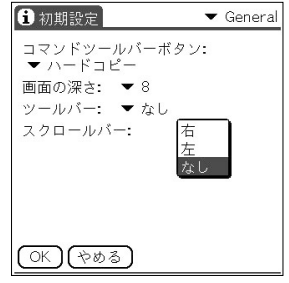 初期設定 ▼ General
コマンドツールバーボタン:
▼ ハードコピー
画面の深さ: ▼ 8
ツールバー: ▼ なし
スクロールバー:
右
左
なし
OK やめる